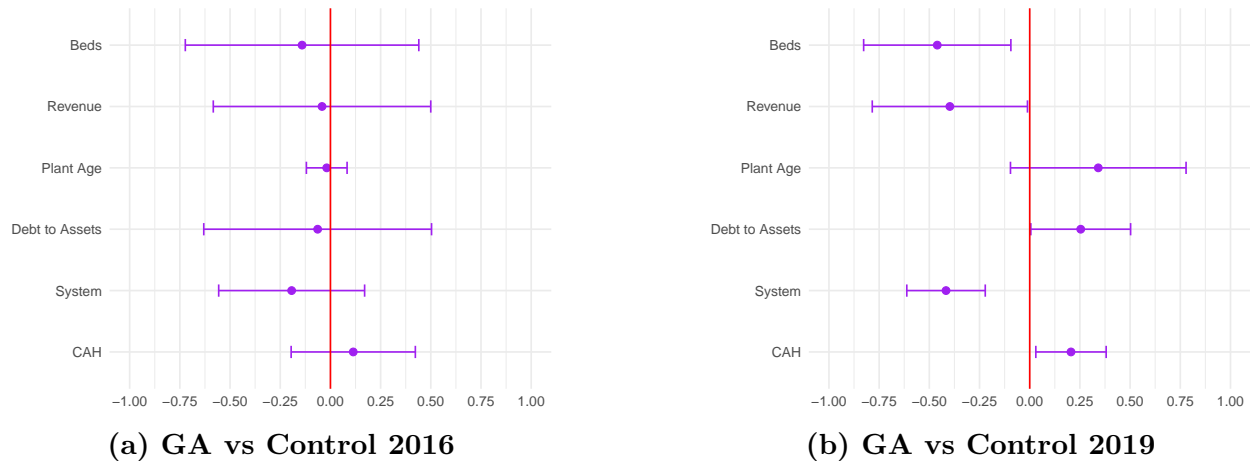 Beds
Revenue
Plant Age
Debt to Assets
System
CAH
−1.00 −0.75 −0.50 −0.25 0.00 0.25 0.50 0.75 1.00
(a) GA vs Control 2016
Beds
Revenue
Plant Age
Debt to Assets
System
CAH
−1.00 −0.75 −0.50 −0.25 0.00 0.25 0.50 0.75 1.00
(b) GA vs Control 2019